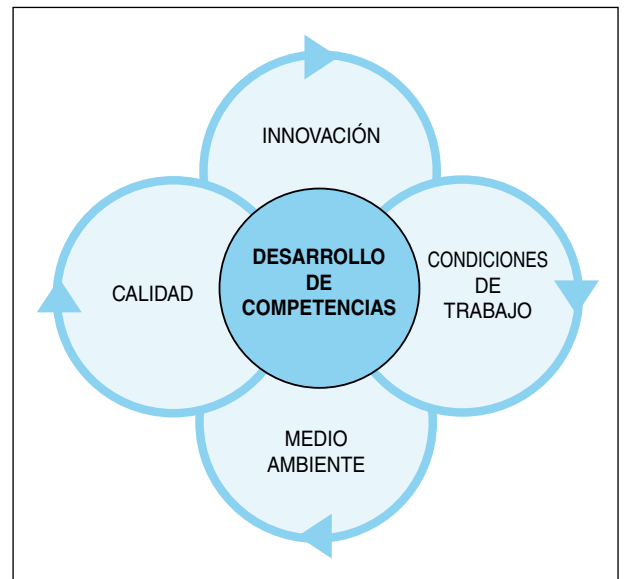 INNOVACIÓN
DESARROLLO
DE
COMPETENCIAS
CONDICIONES
DE
TRABAJO
CALIDAD
MEDIO
AMBIENTE